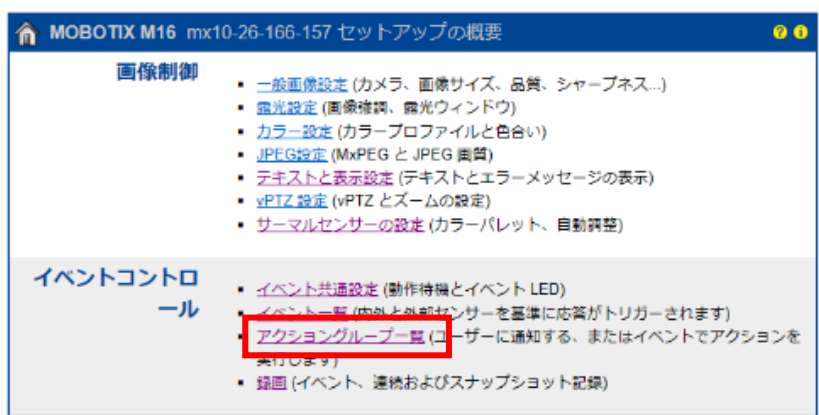 MOBOTIX M16 mx10-26-166-157 セットアップの概要
画像制御
一般画像設定 (カメラ、画像サイズ、品質、シャープネス...)
露光設定 (画像強調、露光ウィンドウ)
カラー設定 (カラープロファイルと色合い)
JPEG設定 (MxPEG と JPEG 画質)
テキストと表示設定 (テキストとエラーメッセージの表示)
vPTZ 設定 (vPTZ とズームの設定)
サーマルセンサーの設定 (カラーパレット、自動調整)
イベントコントロ
ール
イベント共通設定 (動作待機とイベント LED)
イベント一覧 (内外と外部センサーを基準に応答がトリガーされます)
アクショングループ一覧 (ユーザーに通知する、またはイベントでアクションを
実行します)
録画 (イベント、連続およびスナップショット記録)